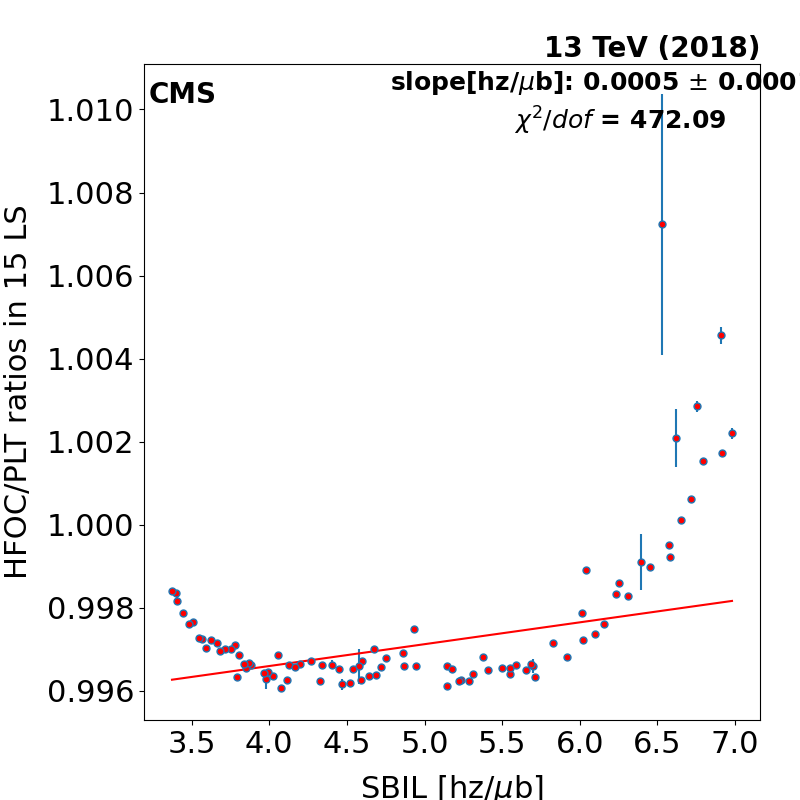 13 TeV (2018)
CMS
slope[hz/μb]: 0.0005 ± 0.000
χ²/dof = 472.09
HFOC/PLT ratios in 15 LS
1.010
1.008
1.006
1.004
1.002
1.000
0.998
0.996
3.5 4.0 4.5 5.0 5.5 6.0 6.5 7.0
SBIL [hz/μb]